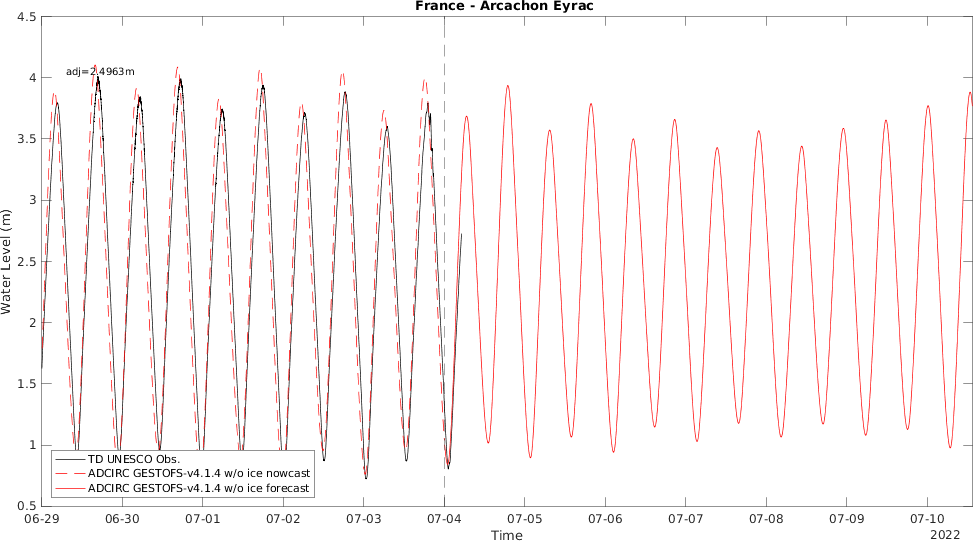 France - Arcachon Eyrac
4.5
4
3.5
3
2.5
2
1.5
1
0.5
Water Level (m)
adj=2.4963m
TD UNESCO Obs.
ADCIRC GESTOFS-v4.1.4 w/o ice nowcast
ADCIRC GESTOFS-v4.1.4 w/o ice forecast
06-29 06-30 07-01 07-02 07-03 07-04 07-05 07-06 07-07 07-08 07-09 07-10
2022
Time